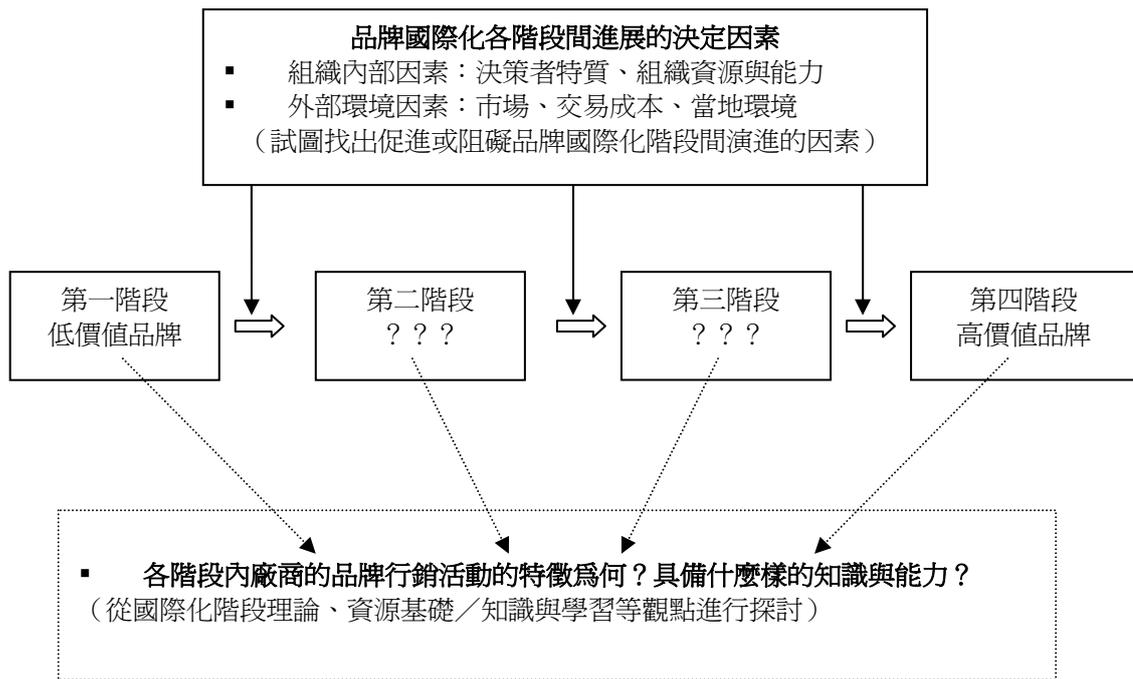 品牌國際化各階段間進展的決定因素
▪ 組織內部因素：決策者特質、組織資源與能力
▪ 外部環境因素：市場、交易成本、當地環境
（試圖找出促進或阻礙品牌國際化階段間演進的因素）
第一階段
低價值品牌
第二階段
？？？
第三階段
？？？
第四階段
高價值品牌
▪ 各階段內廠商的品牌行銷活動的特徵為何？具備什麼樣的知識與能力？
（從國際化階段理論、資源基礎／知識與學習等觀點進行探討）